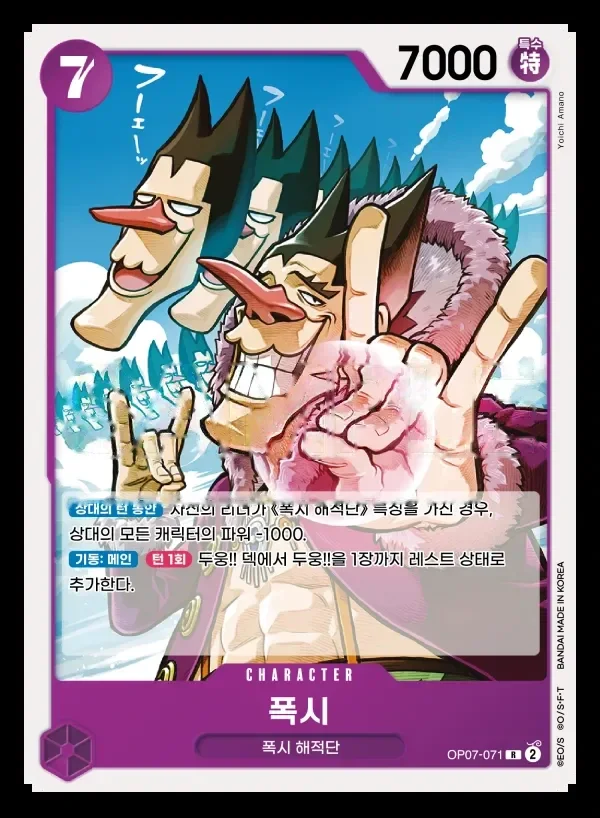 7
7000
특수
特
Yoichi Amano
フーェーッ
상대의 턴 동안 자신의 리더가 《폭시 해적단》 특징을 가진 경우,
상대의 모든 캐릭터의 파워 -1000.
기동: 메인 턴 1회 두웅!! 덱에서 두웅!!을 1장까지 레스트 상태로
추가한다.
CHARACTER
폭시
폭시 해적단
OP07-071 R 2
©EO/S ©O/S·F·T BANDAI MADE IN KOREA